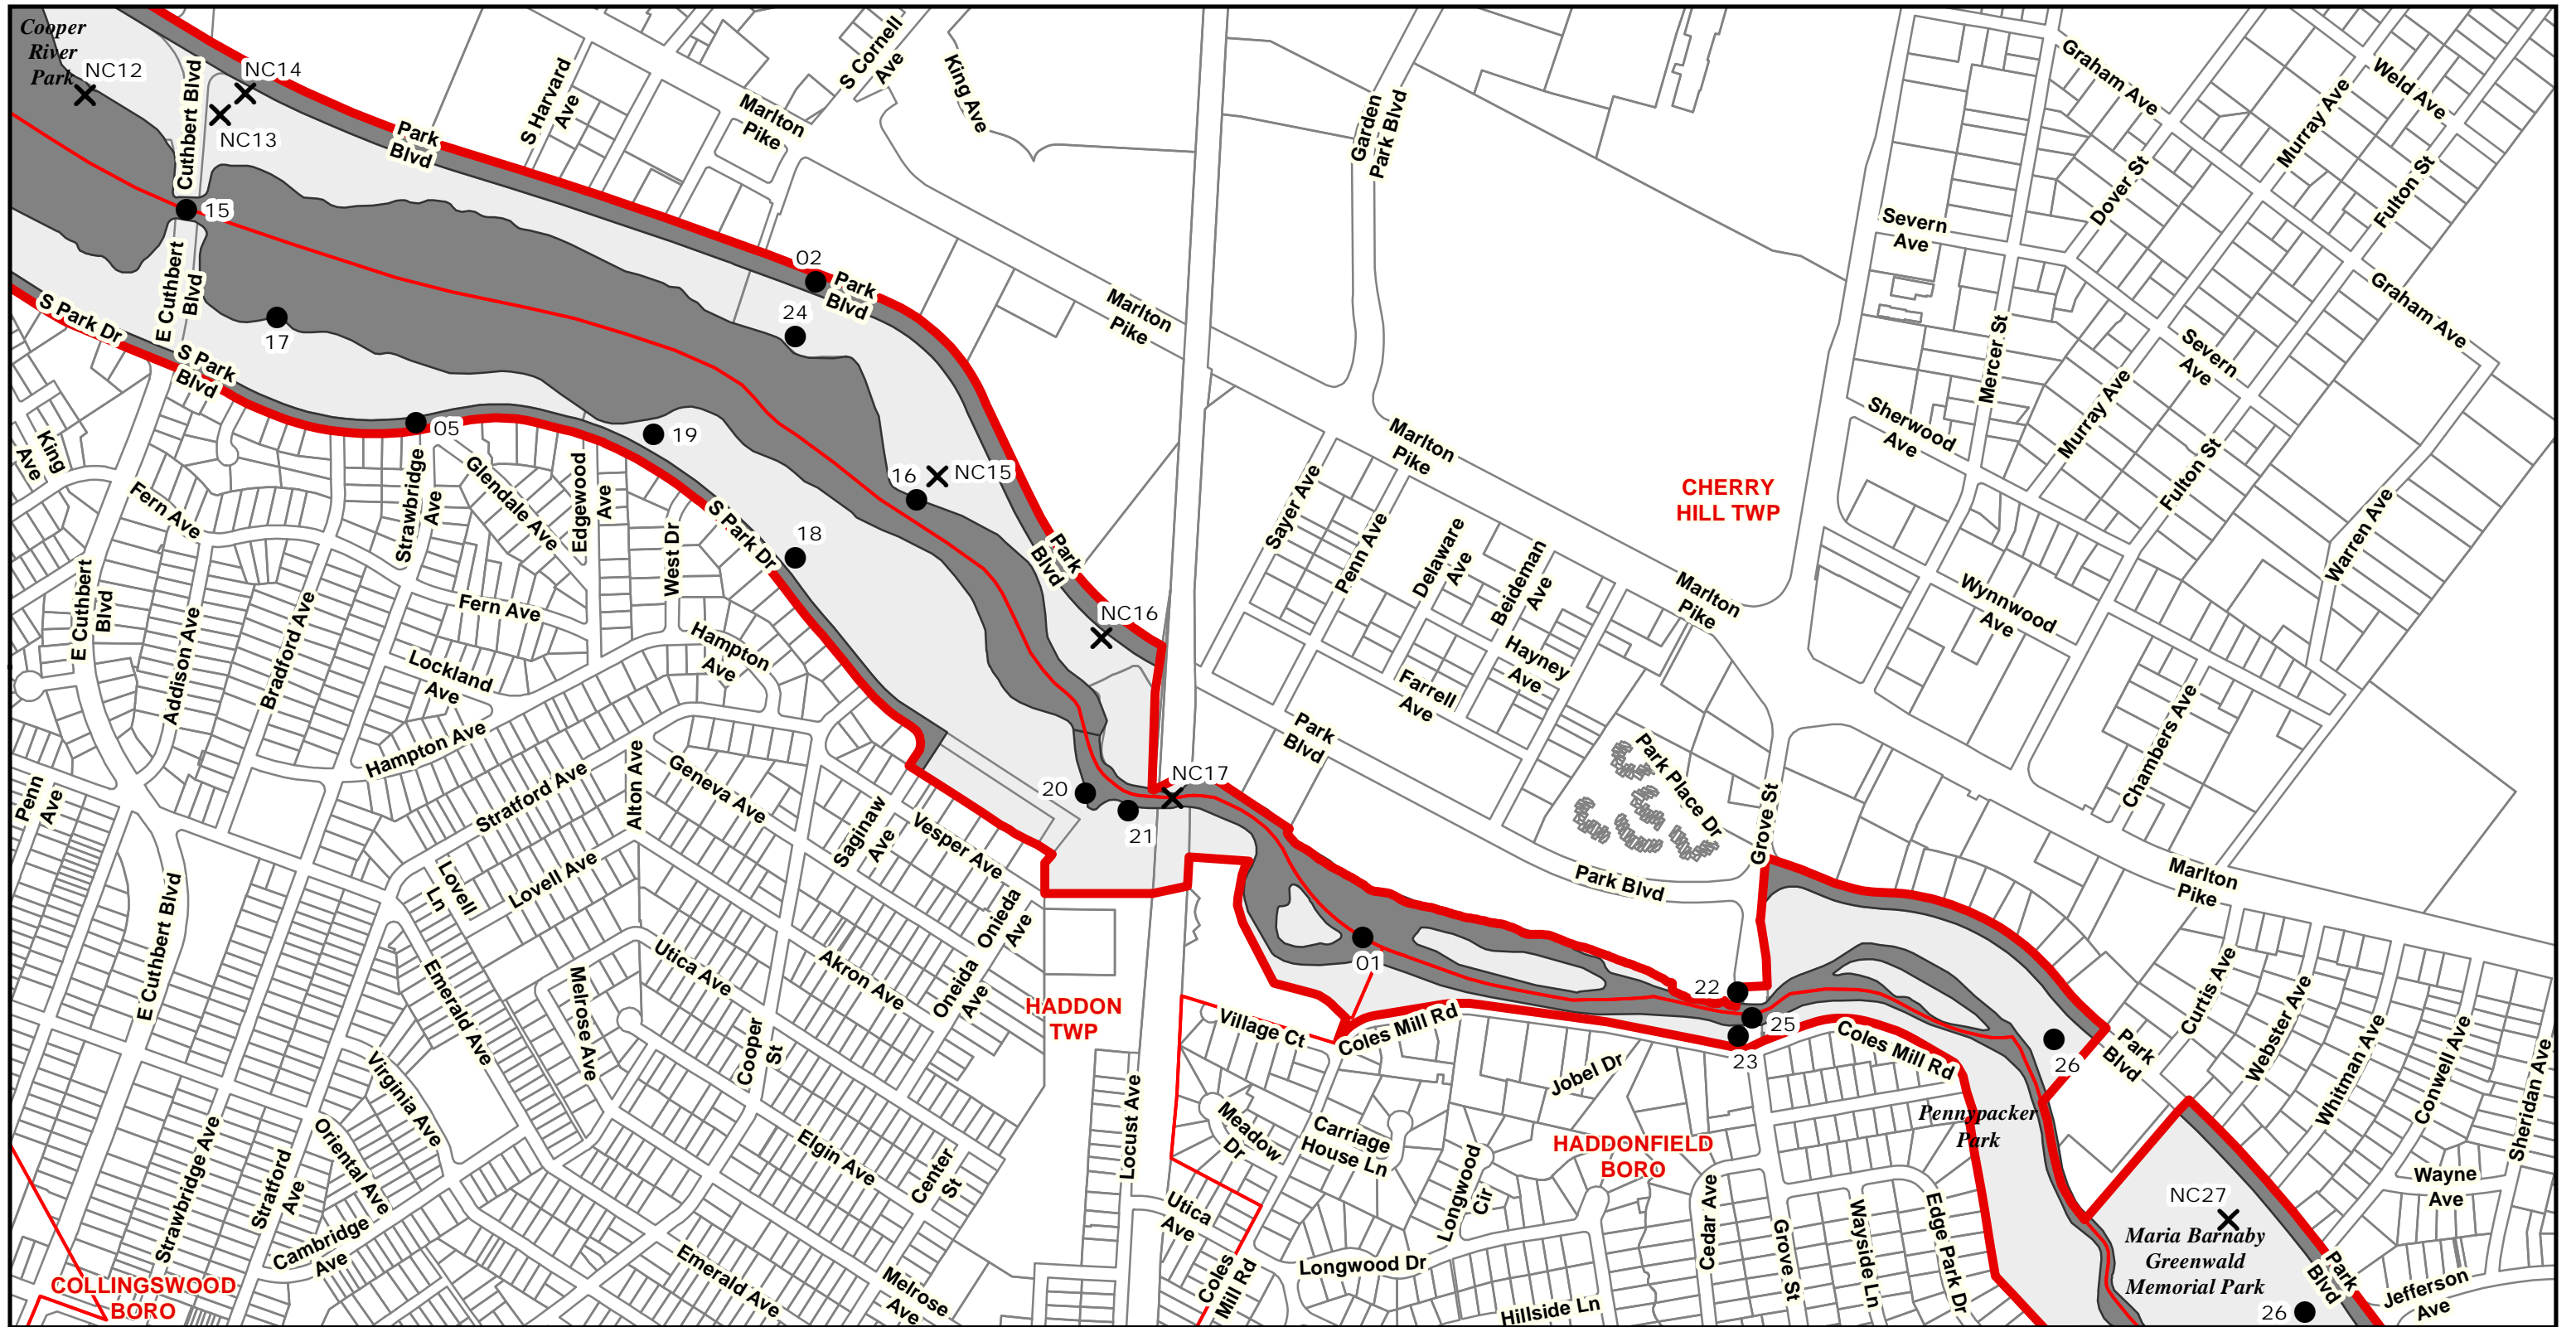 Cooper
River
Park
NC12
Cuthbert Blvd
NC14
NC13
Park
Blvd
S Harvard
Ave
Marlton
Pike
S Cornell
Ave
King Ave
Garden
Park Blvd
Graham Ave
Weld Ave
Murray Ave
Dover St
Fulton St
Severn
Ave
15
E Cuthbert
Blvd
S Park Dr
17
S Park
Blvd
02
Park
Blvd
24
Marlton
Pike
Graham Ave
Mercer St
Severn
Ave
Murray Ave
Sherwood
Ave
Fulton St
Warren Ave
05
19
King
Ave
Fern Ave
Strawbridge
Ave
Glendale Ave
Edgewood
Ave
West Dr
S Park Dr
18
16
NC15
Park
Blvd
Marlton
Pike
CHERRY
HILL TWP
Sayer Ave
Penn Ave
Delaware
Ave
Beideman
Ave
Marlton
Pike
Wynnwood
Ave
NC16
E Cuthbert
Blvd
Addison Ave
Bradford Ave
Fern Ave
Lockland
Ave
Hampton
Ave
Hampton Ave
Hayney
Ave
Farrell
Ave
Park
Blvd
Park Place Dr
Grove St
Chambers Ave
Penn
Ave
Stratford Ave
Alton Ave
Geneva Ave
Saginaw
Ave
Vesper Ave
20
21
NC17
Park Blvd
Marlton
Pike
E Cuthbert Blvd
Lovell
Ln
Lovell Ave
Utica Ave
Akron Ave
Onieda
Ave
Oneida
Ave
Emerald Ave
Melrose Ave
Cooper
St
HADDON
TWP
01
Village Ct
Coles Mill Rd
22
25
23
Coles Mill Rd
26
Park
Blvd
Curtis Ave
Webster Ave
Whitman Ave
Conwell Ave
Sheridan Ave
Jobel Dr
Virginia Ave
Oriental Ave
Strawbridge Ave
Stratford
Ave
Cambridge
Ave
Elgin Ave
Center
St
Locust Ave
Meadow
Dr
Carriage
House Ln
Longwood
Cir
HADDONFIELD
BORO
Pennypacker
Park
Utica
Ave
Coles
Mill Rd
Longwood Dr
Hillside Ln
Cedar Ave
Grove St
Wayside Ln
Edge Park Dr
NC27
Maria Barnaby
Greenwald
Memorial Park
Wayne
Ave
Park
Blvd
Jefferson
Ave
26
COLLINGSWOOD
BORO
Emerald Ave
Melrose
Ave